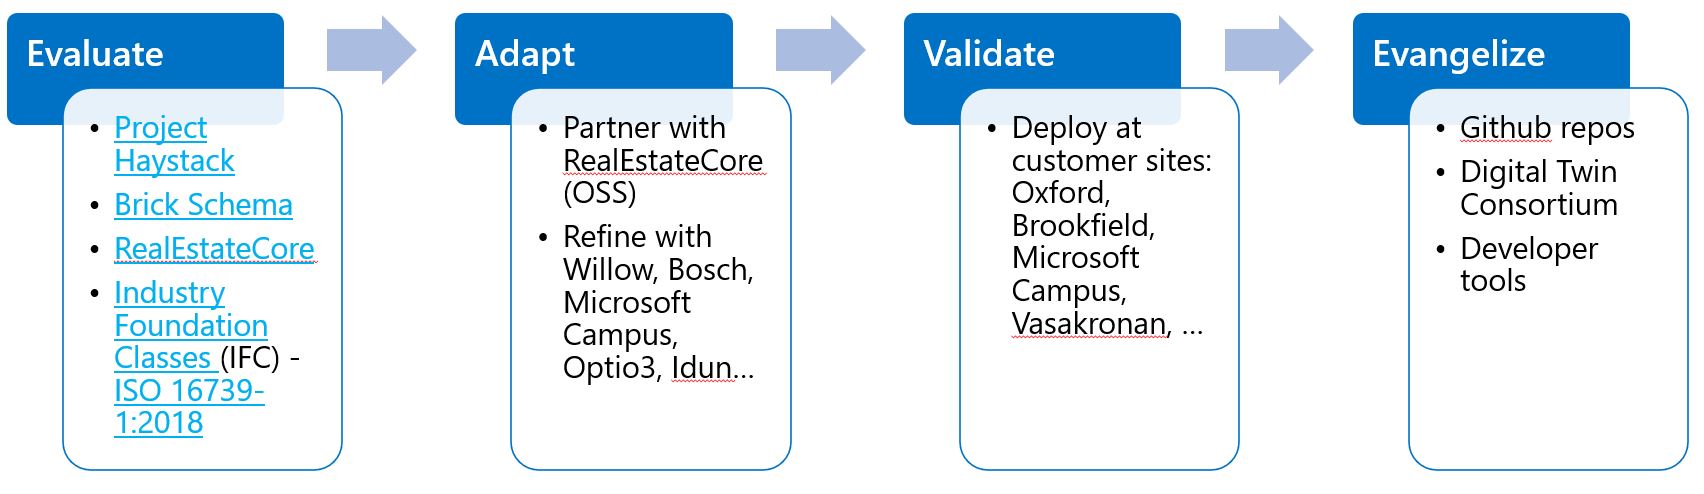 Evaluate
• Project
Haystack
• Brick Schema
• RealEstateCore
• Industry
Foundation
Classes (IFC) -
ISO 16739-
1:2018
Adapt
• Partner with
RealEstateCore
(OSS)
• Refine with
Willow, Bosch,
Microsoft
Campus,
Optio3, Idun...
Validate
• Deploy at
customer sites:
Oxford,
Brookfield,
Microsoft
Campus,
Vasakronan, ...
Evangelize
• Github repos
• Digital Twin
Consortium
• Developer
tools